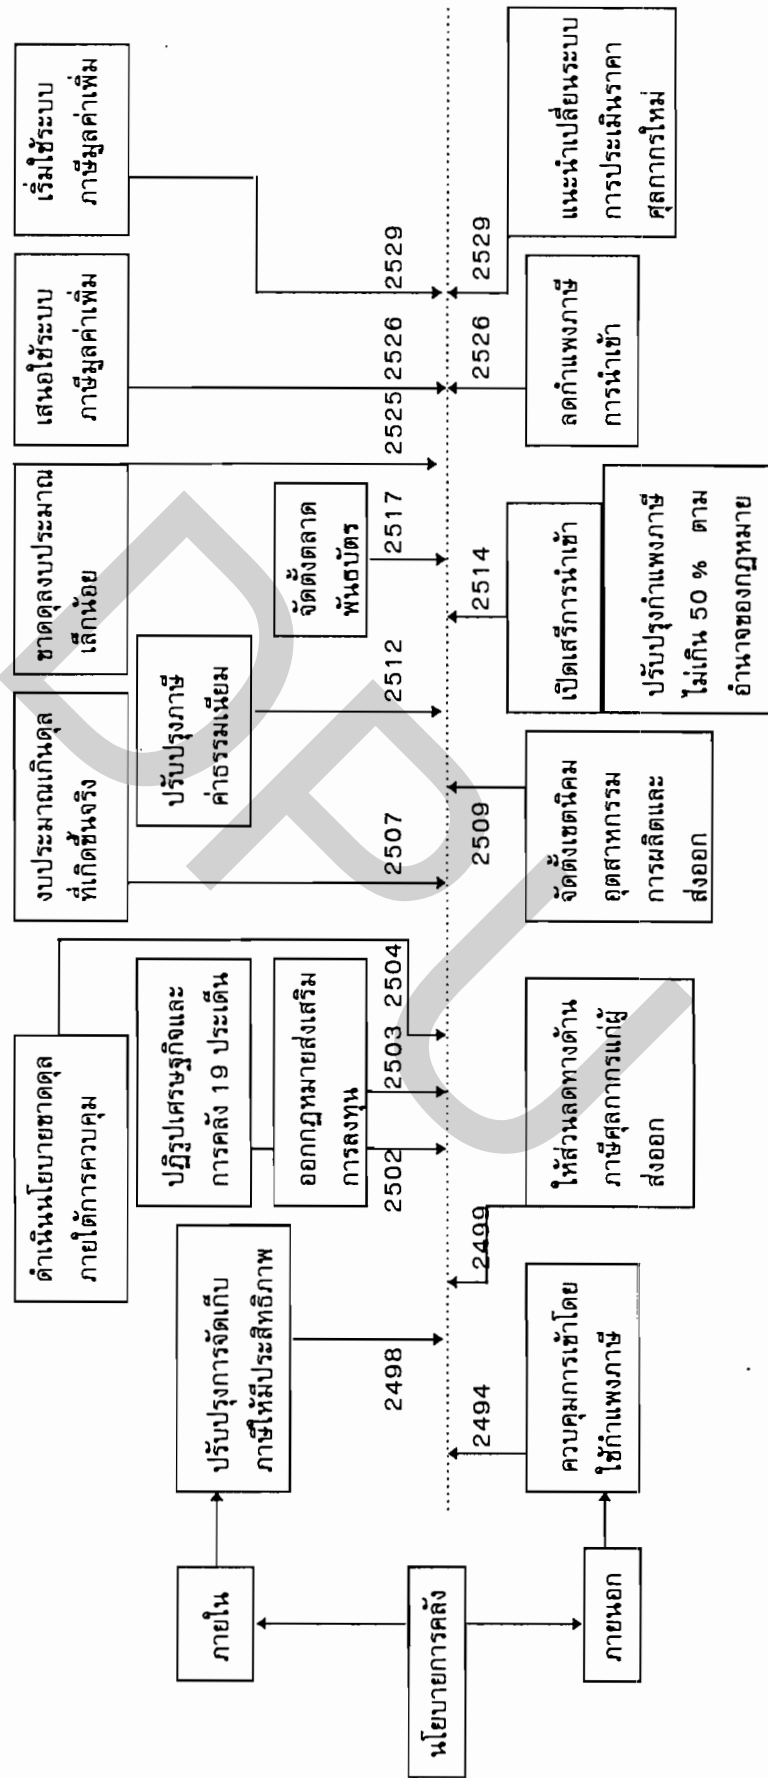 นโยบายการคลัง
ภายใน
ภายนอก
ปรับปรุงการจัดเก็บ
ภาษีให้มีประสิทธิภาพ
ดำเนินนโยบายขาดดุล
ภายใต้การควบคุม
ปฏิรูปเศรษฐกิจและ
การคลัง 19 ประเด็น
ออกกฎหมายส่งเสริม
การลงทุน
งบประมาณเกินดุล
ที่เกิดขึ้นจริง
ปรับปรุงภาษี
ค่าธรรมเนียม
ขาดดุลงบประมาณ
เล็กน้อย
จัดตั้งตลาด
พันธบัตร
เสนอใช้ระบบ
ภาษีมูลค่าเพิ่ม
เริ่มใช้ระบบ
ภาษีมูลค่าเพิ่ม
2498
2502
2503
2504
2507
2512
2517
2525
2526
2529
2494
2499
2509
2514
2526
2529
ควบคุมการเข้าโดย
ใช้กำแพงภาษี
ให้ส่วนลดทางด้าน
ภาษีศุลกากรแก่ผู้
ส่งออก
จัดตั้งเขตนิคม
อุตสาหกรรม
การผลิตและ
ส่งออก
เปิดเสรีการนำเข้า
ปรับปรุงกำแพงภาษี
ไม่เกิน 50 % ตาม
อำนาจของกฎหมาย
ลดกำแพงภาษี
การนำเข้า
แนะนำเปลี่ยนระบบ
การประเมินราคา
ศุลกากรใหม่
DPU